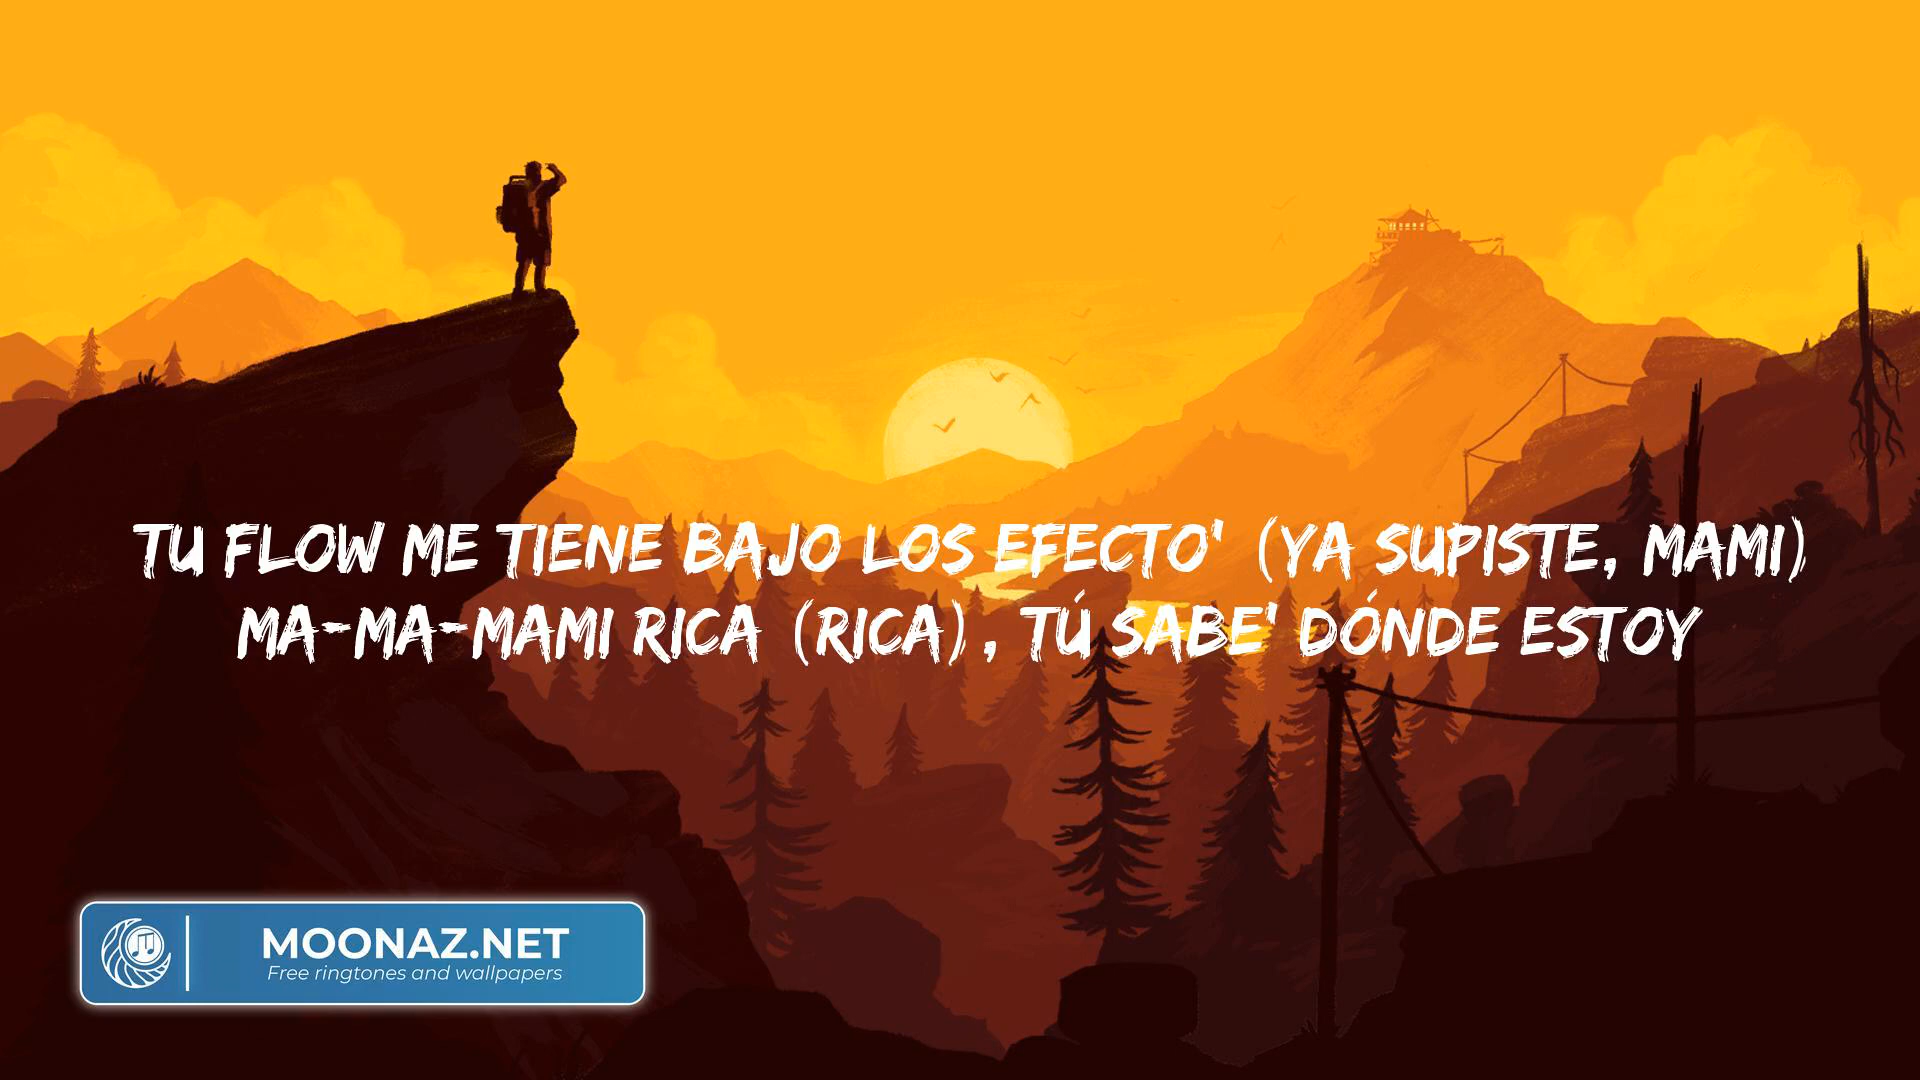 TU FLOW ME TIENE BAJO LOS EFECTO' (YA SUPISTE, MAMI)
MA-MA-MAMI RICA (RICA), TÚ SABE' DÓNDE ESTOY
MOONAZ.NET
Free ringtones and wallpapers